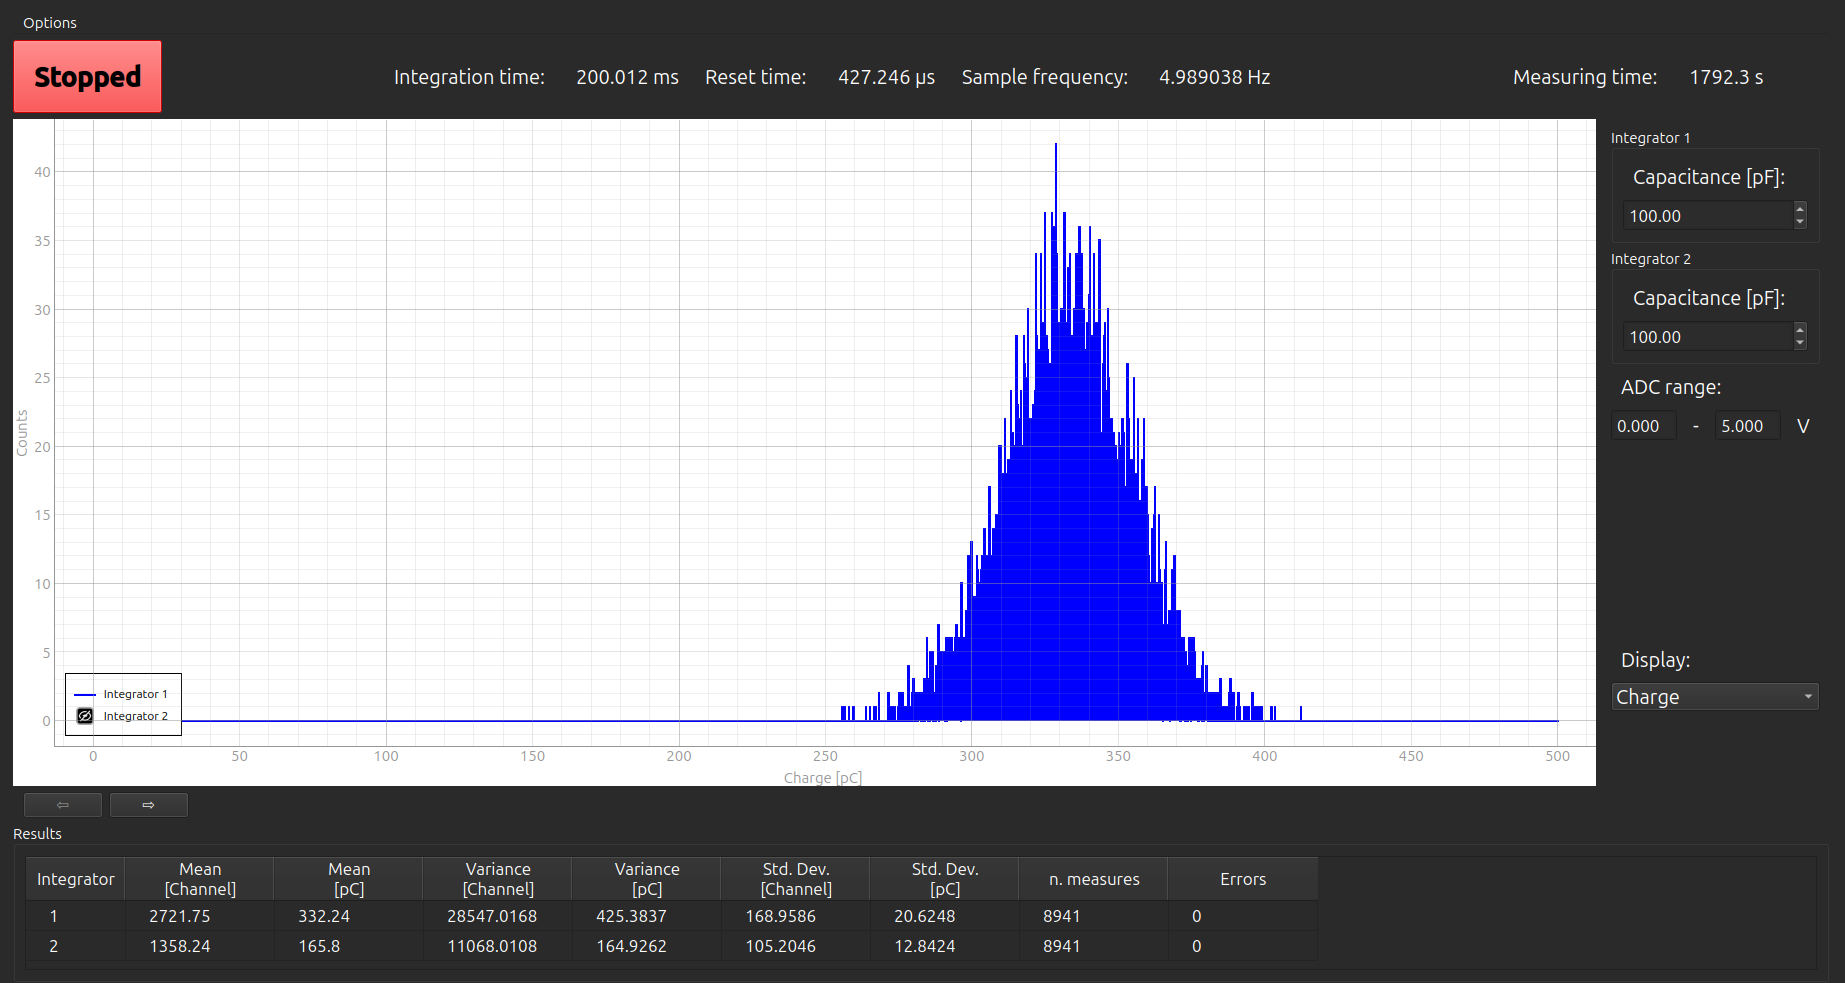 Options
Stopped
Integration time: 200.012 ms Reset time: 427.246 µs Sample frequency: 4.989038 Hz Measuring time: 1792.3 s
Integrator 1
Capacitance [pF]:
100.00
Integrator 2
Capacitance [pF]:
100.00
ADC range:
0.000 - 5.000 V
Display:
Charge
Counts
40
35
30
25
20
15
10
5
0
Integrator 1
Integrator 2
0 50 100 150 200 250 300 350 400 450 500
Charge [pC]
⇦ ⇨
Results
Integrator Mean [Channel] Mean [pC] Variance [Channel] Variance [pC] Std. Dev. [Channel] Std. Dev. [pC] n. measures Errors
1 2721.75 332.24 28547.0168 425.3837 168.9586 20.6248 8941 0
2 1358.24 165.8 11068.0108 164.9262 105.2046 12.8424 8941 0